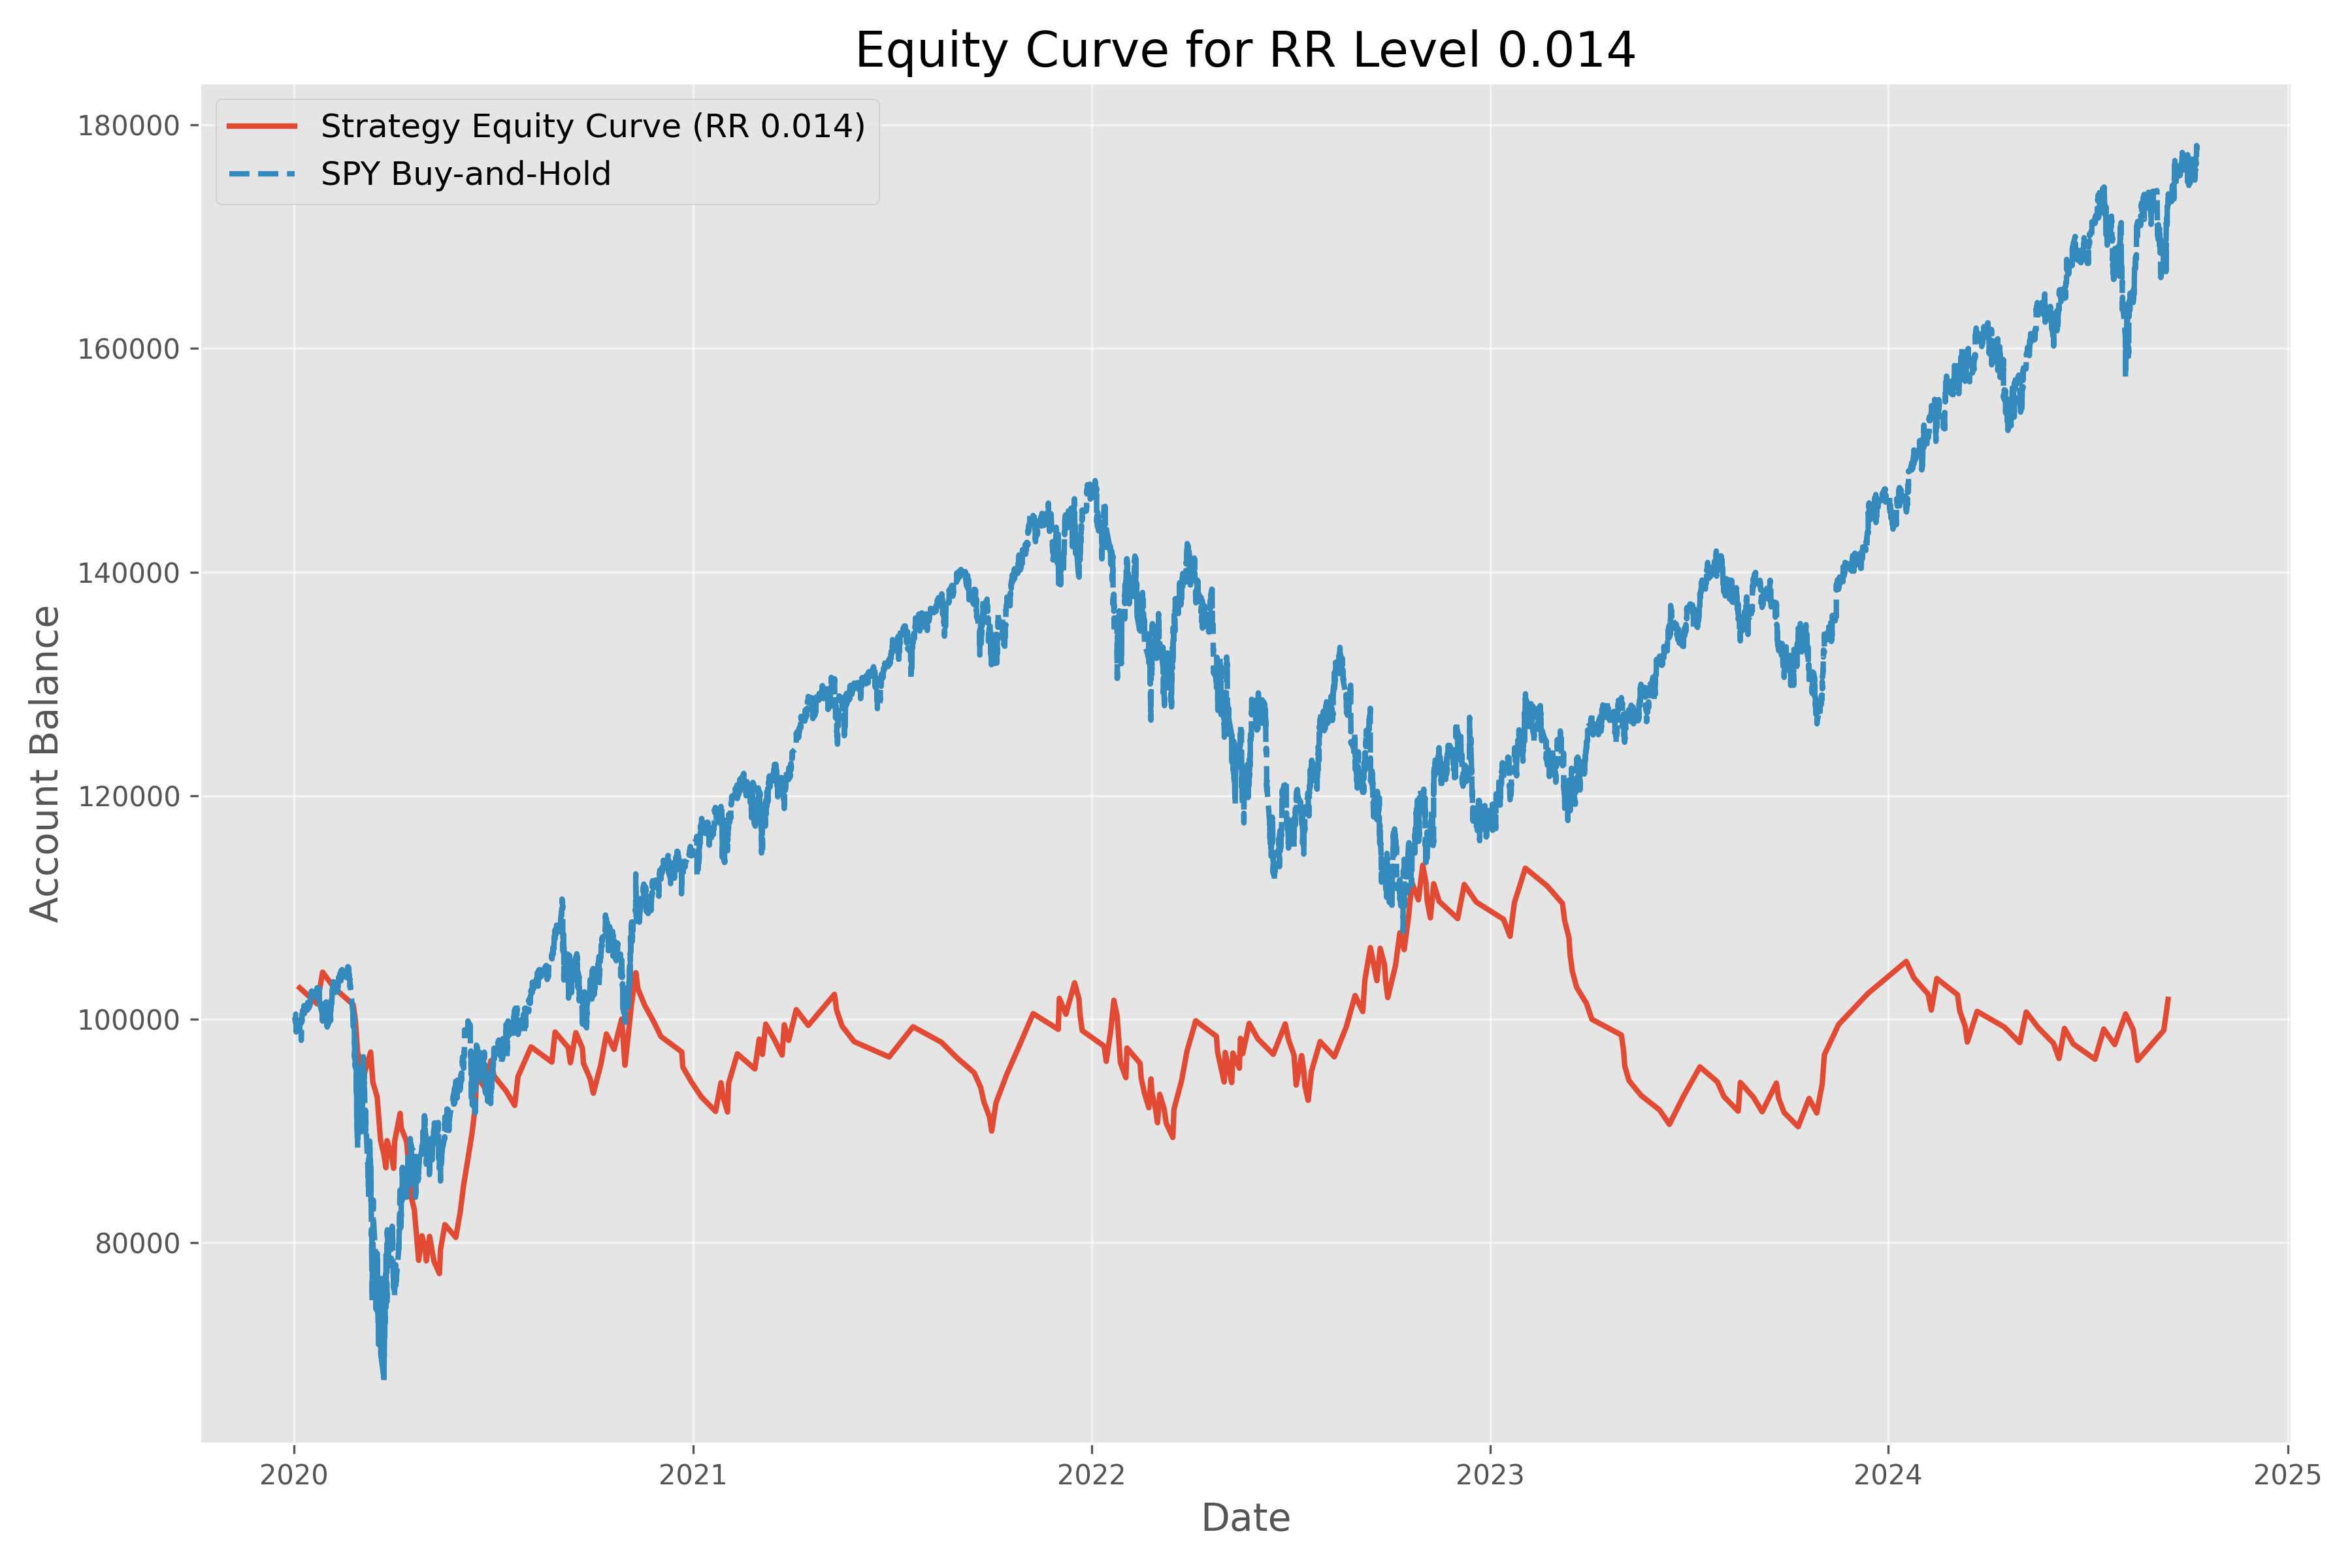 Equity Curve for RR Level 0.014
Strategy Equity Curve (RR 0.014)
SPY Buy-and-Hold
180000
160000
140000
120000
100000
80000
Account Balance
2020 2021 2022 2023 2024 2025
Date